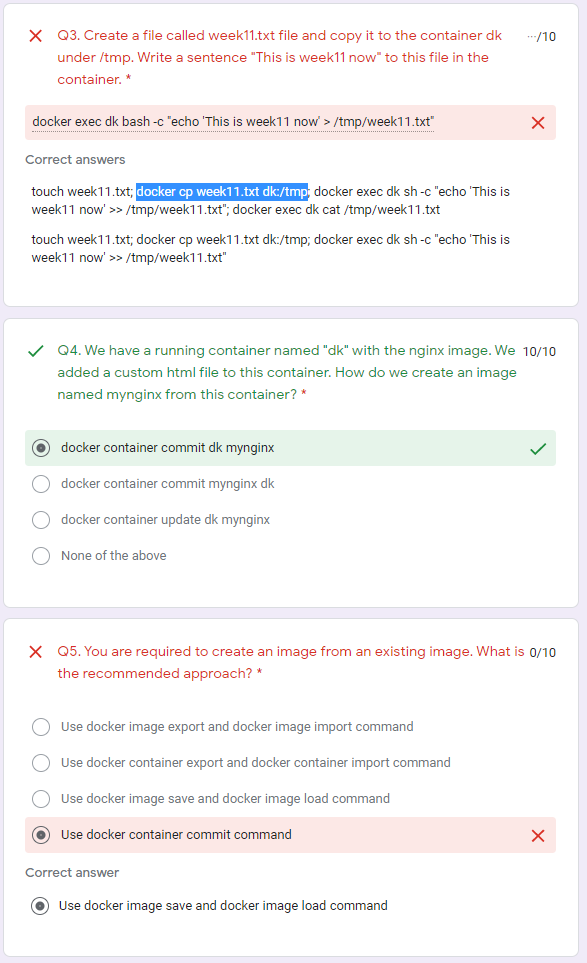 Q3. Create a file called week11.txt file and copy it to the container dk
···/10
under /tmp. Write a sentence "This is week11 now" to this file in the
container. *
docker exec dk bash -c "echo 'This is week11 now' > /tmp/week11.txt"
Correct answers
touch week11.txt; docker cp week11.txt dk:/tmp; docker exec dk sh -c "echo 'This is
week11 now' >> /tmp/week11.txt"; docker exec dk cat /tmp/week11.txt
touch week11.txt; docker cp week11.txt dk:/tmp; docker exec dk sh -c "echo 'This is
week11 now' >> /tmp/week11.txt"
Q4. We have a running container named "dk" with the nginx image. We
10/10
added a custom html file to this container. How do we create an image
named mynginx from this container? *
docker container commit dk mynginx
docker container commit mynginx dk
docker container update dk mynginx
None of the above
Q5. You are required to create an image from an existing image. What is
0/10
the recommended approach? *
Use docker image export and docker image import command
Use docker container export and docker container import command
Use docker image save and docker image load command
Use docker container commit command
Correct answer
Use docker image save and docker image load command